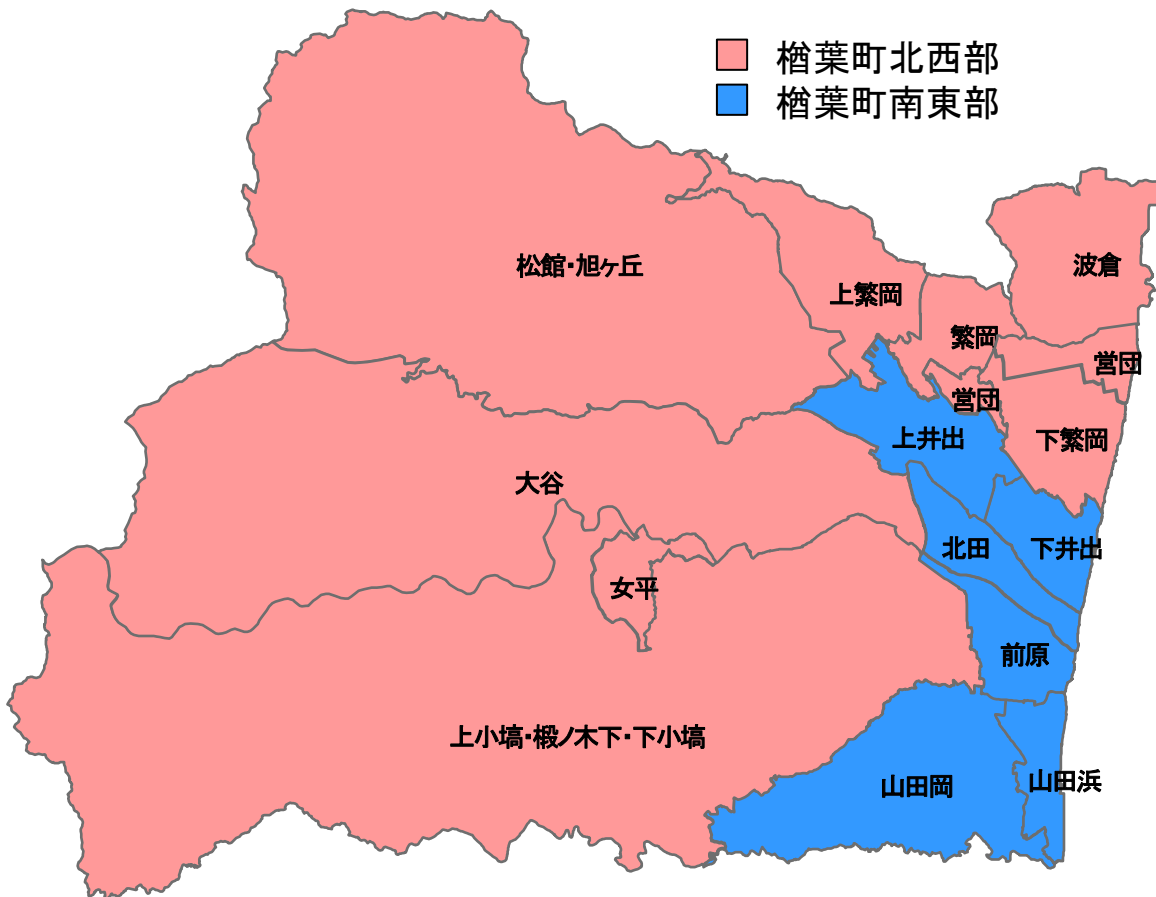 楢葉町北西部
楢葉町南東部
松館・旭ヶ丘
波倉
上繁岡
繁岡
営団
営団
上井出
下繁岡
大谷
北田
下井出
女平
前原
上小塙・椴ノ木下・下小塙
山田岡
山田浜